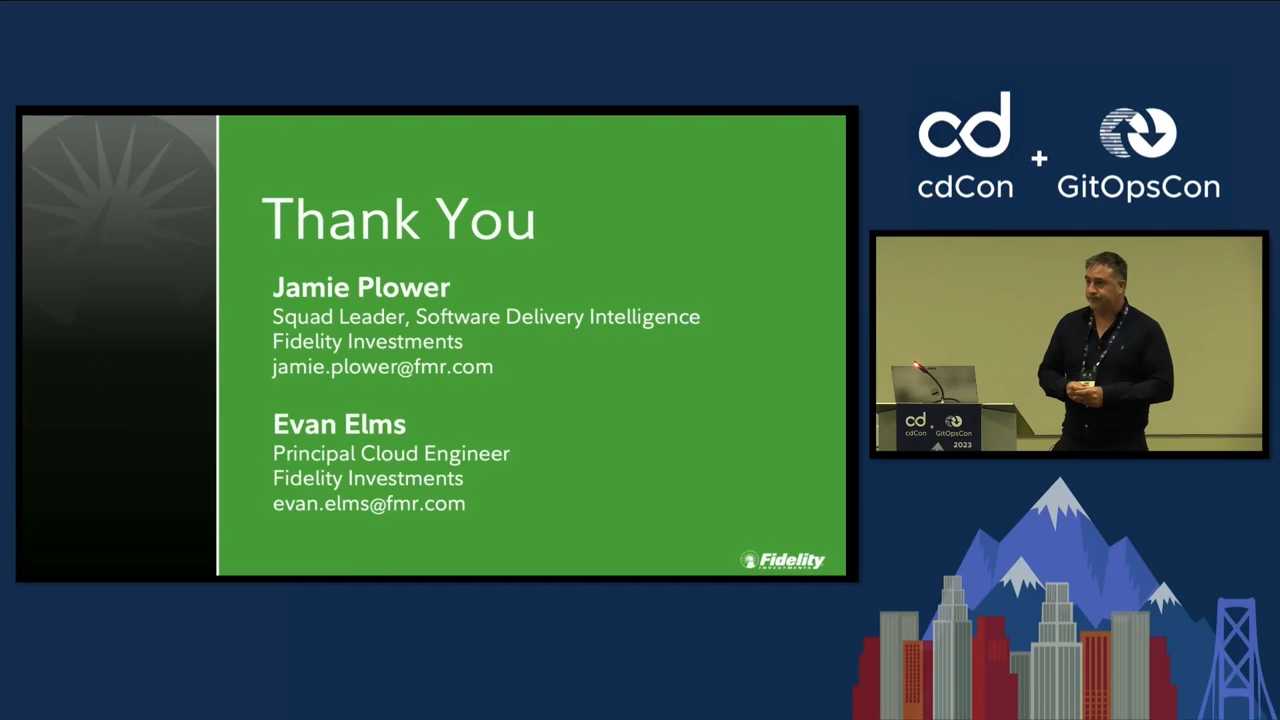 Thank You
Jamie Plower
Squad Leader, Software Delivery Intelligence
Fidelity Investments
jamie.plower@fmr.com
Evan Elms
Principal Cloud Engineer
Fidelity Investments
evan.elms@fmr.com
Fidelity
INVESTMENTS
cd
+
cdCon
GitOpsCon
cd
+
cdCon
GitOpsCon
2023